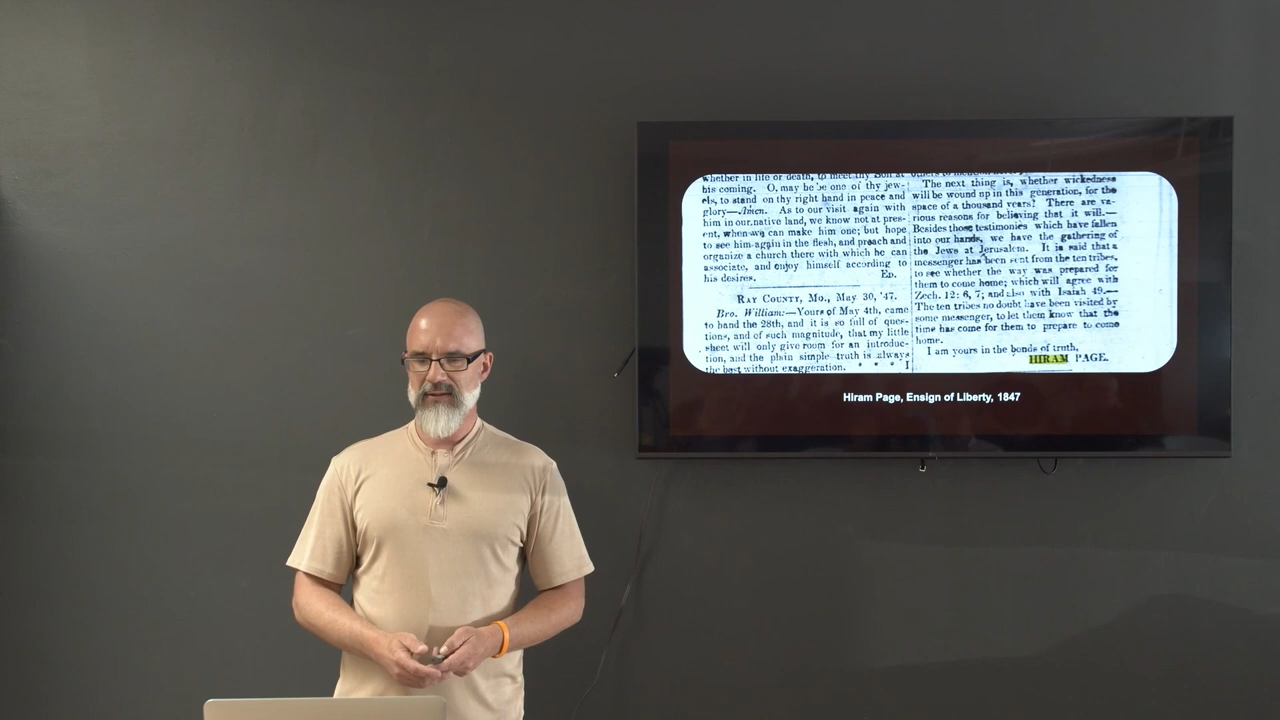 whether in life or death, to meet thy Son at
his coming. O, may he be one of thy jew-
els, to stand on thy right hand in peace and
glory—Amen. As to our visit again with
him in our native land, we know not at pres-
ent, when we can make him one; but hope
to see him again in the flesh, and preach and
organize a church there with which he can
associate, and enjoy himself according to
his desires. ED.
RAY COUNTY, MO., MAY 30, '47.
Bro. William:—Yours of May 4th, came
to hand the 28th, and it is so full of ques-
tions, and of such magnitude, that my little
sheet will only give room for an introduc-
tion, and the plain simple truth is always
the best without exaggeration. * * * I
others to
The next thing is, whether wickedness
will be wound up in this generation, for the
space of a thousand years? There are va-
rious reasons for believing that it will.—
Besides those testimonies which have fallen
into our hands, we have the gathering of
the Jews at Jerusalem. It is said that a
messenger has been sent from the ten tribes,
to see whether the way was prepared for
them to come home; which will agree with
Zech. 12: 6, 7; and also with Isaiah 49.—
The ten tribes no doubt have been visited by
some messenger, to let them know that the
time has come for them to prepare to come
home.
I am yours in the bonds of truth,
HIRAM PAGE.
Hiram Page, Ensign of Liberty, 1847